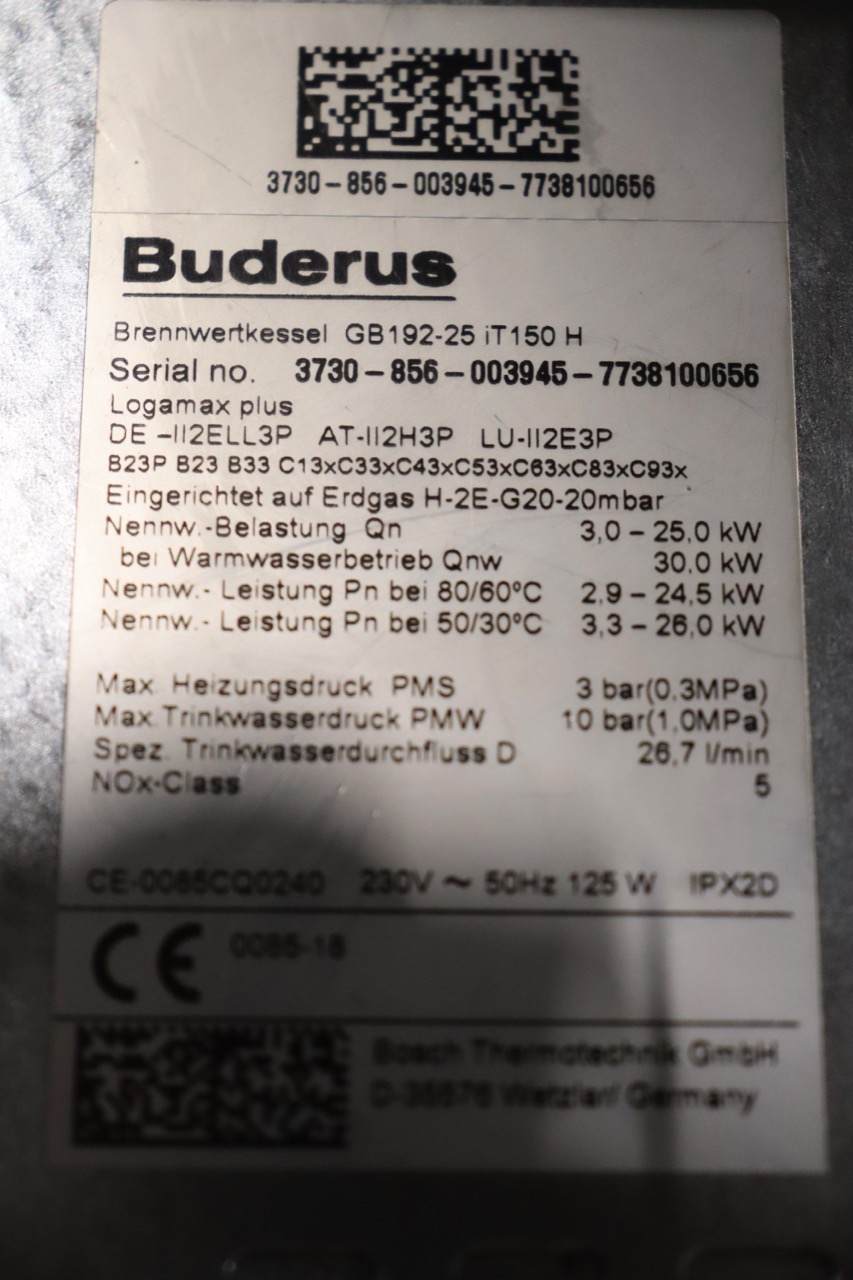 3730-856-003945-7738100656
Buderus
Brennwertkessel GB192-25 iT150 H
Serial no. 3730-856-003945-7738100656
Logamax plus
DE -II2ELL3P AT-II2H3P LU-II2E3P
B23P B23 B33 C13xC33xC43xC53xC63xC83xC93x
Eingerichtet auf Erdgas H-2E-G20-20mbar
Nennw.-Belastung Qn 3,0 – 25,0 kW
bei Warmwasserbetrieb Qnw 30,0 kW
Nennw.- Leistung Pn bei 80/60°C 2,9 – 24,5 kW
Nennw.- Leistung Pn bei 50/30°C 3,3 – 26,0 kW
Max. Heizungsdruck PMS 3 bar(0.3MPa)
Max.Trinkwasserdruck PMW 10 bar(1.0MPa)
Spez. Trinkwasserdurchfluss D 26,7 l/min
NOx-Class 5
CE-0085CQ0240 230V ~ 50Hz 125 W IPX2D
CE 0085-18
Bosch Thermotechnik GmbH
D-35576 Wetzlar/ Germany